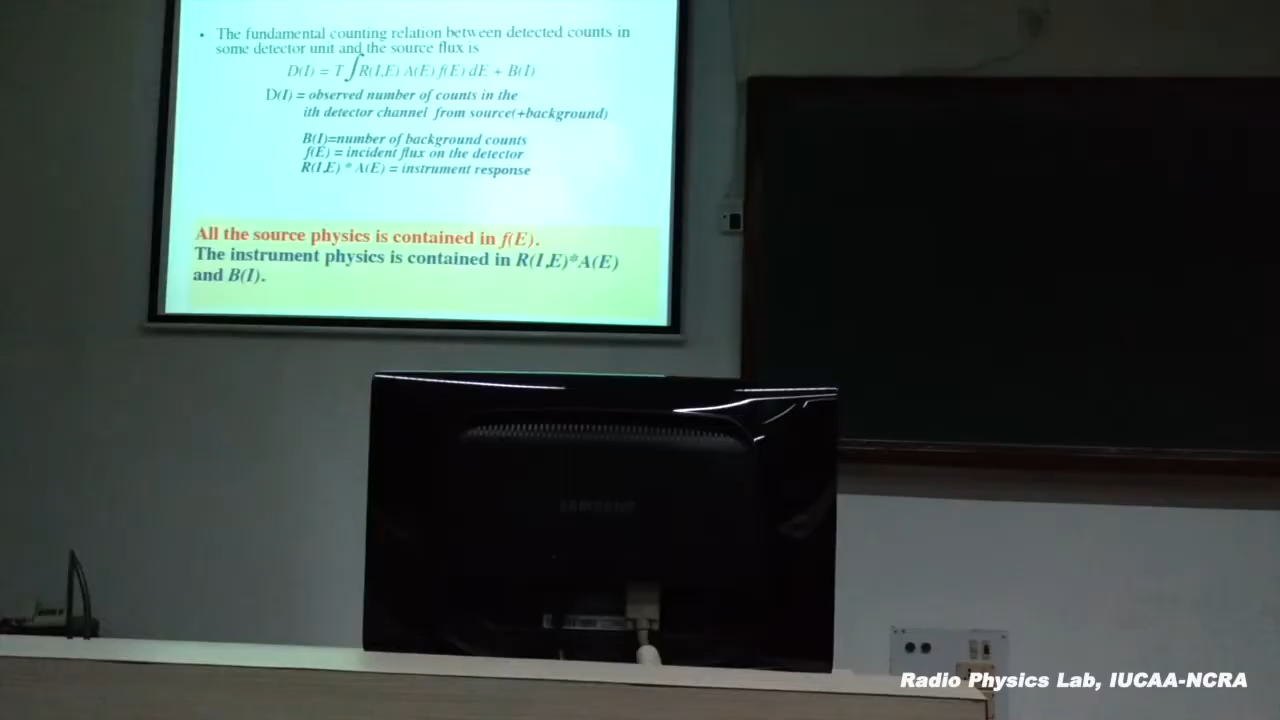 • The fundamental counting relation between detected counts in
some detector unit and the source flux is
D(I) = T ∫R(I,E) A(E) f(E) dE + B(I)
D(I) = observed number of counts in the
ith detector channel from source(+background)
B(I)=number of background counts
f(E) = incident flux on the detector
R(I,E) * A(E) = instrument response
All the source physics is contained in f(E).
The instrument physics is contained in R(I,E)*A(E)
and B(I).
SAMSUNG
Radio Physics Lab, IUCAA-NCRA